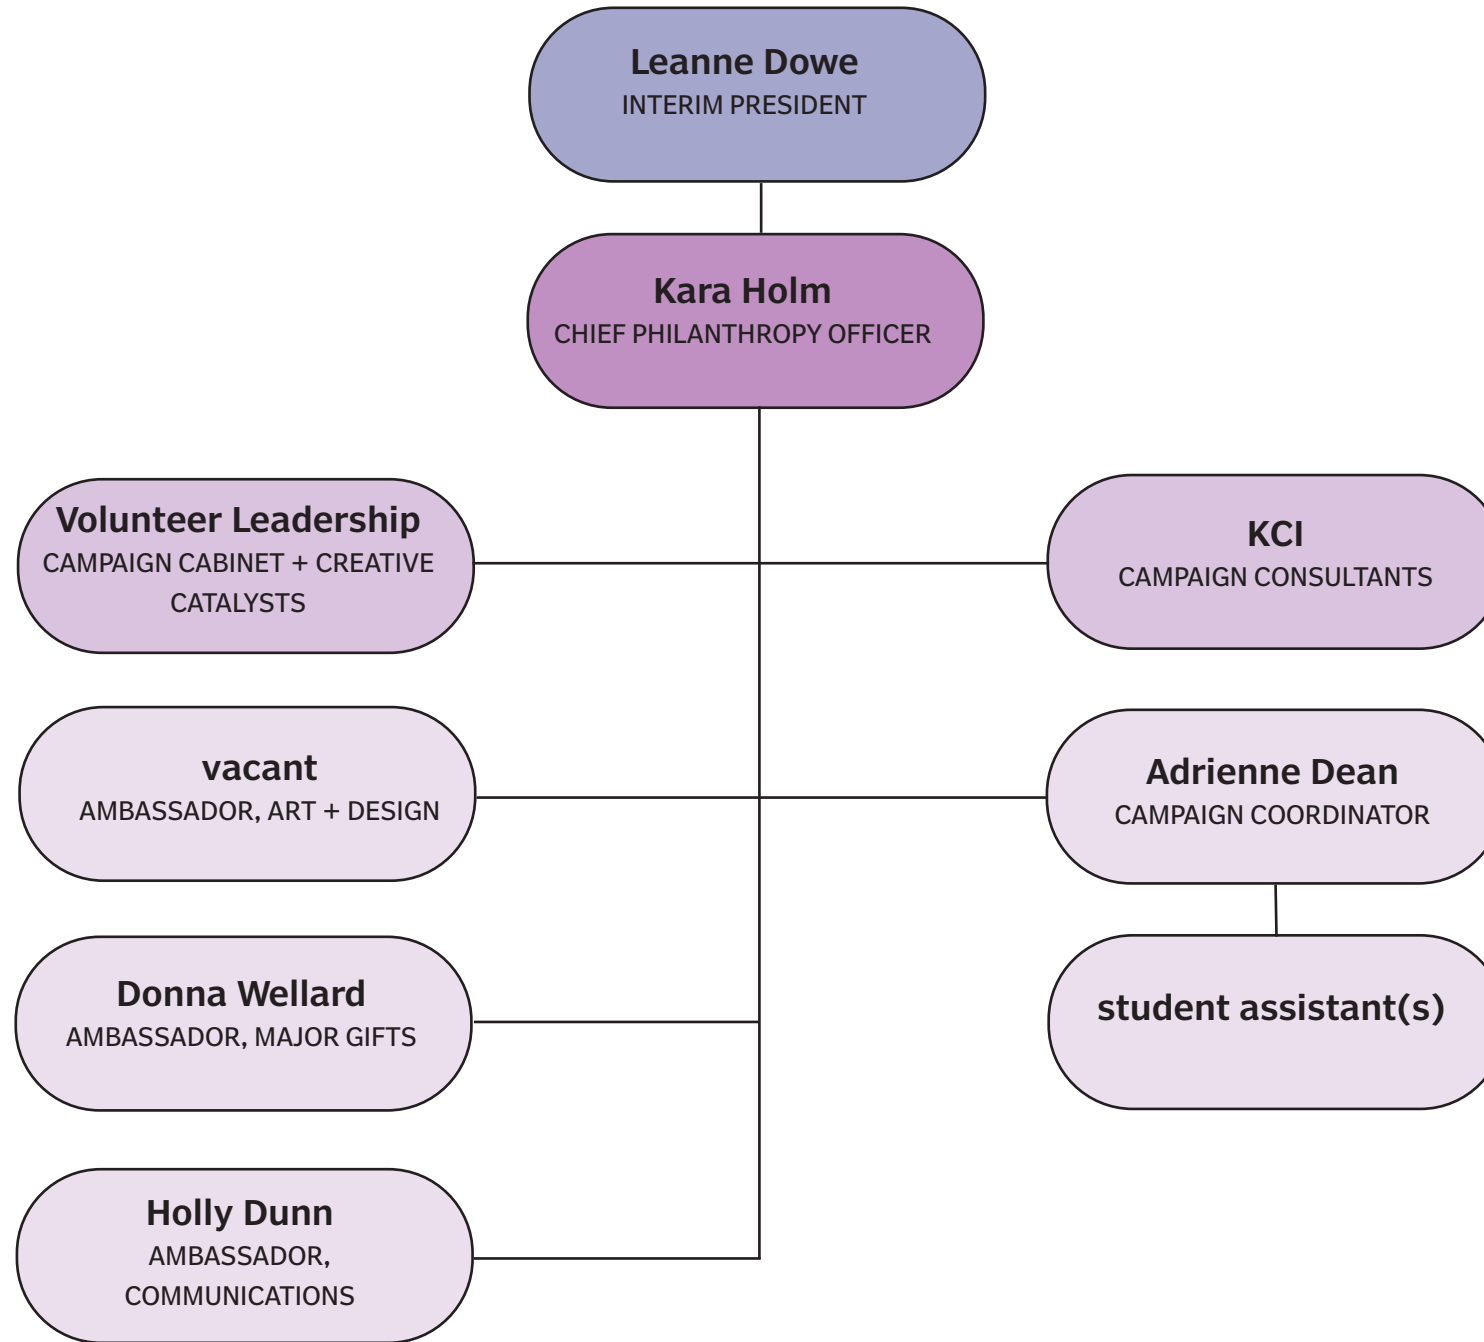 Leanne Dowe
INTERIM PRESIDENT
Kara Holm
CHIEF PHILANTHROPY OFFICER
Volunteer Leadership
CAMPAIGN CABINET + CREATIVE
CATALYSTS
KCI
CAMPAIGN CONSULTANTS
vacant
AMBASSADOR, ART + DESIGN
Adrienne Dean
CAMPAIGN COORDINATOR
Donna Wellard
AMBASSADOR, MAJOR GIFTS
student assistant(s)
Holly Dunn
AMBASSADOR,
COMMUNICATIONS